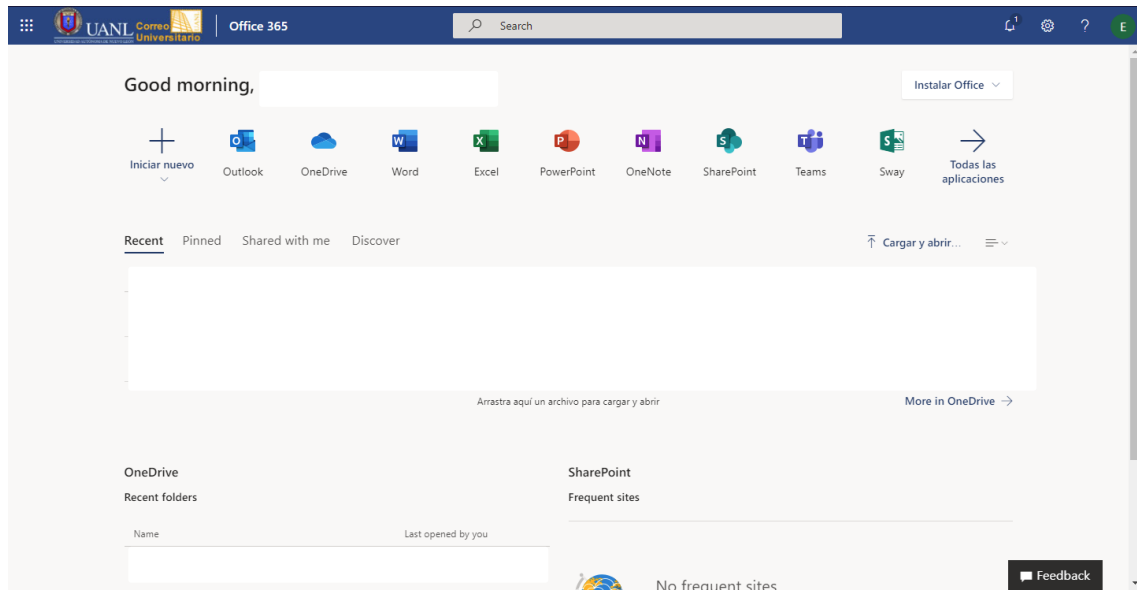 UANL Correo Universitario
Office 365
Search
1
?
E
Good morning,
Instalar Office
Iniciar nuevo
Outlook
OneDrive
Word
Excel
PowerPoint
OneNote
SharePoint
Teams
Sway
Todas las
aplicaciones
Recent Pinned Shared with me Discover
Cargar y abrir...
Arrastra aquí un archivo para cargar y abrir
More in OneDrive
OneDrive
Recent folders
Name Last opened by you
SharePoint
Frequent sites
No frequent sites
Feedback